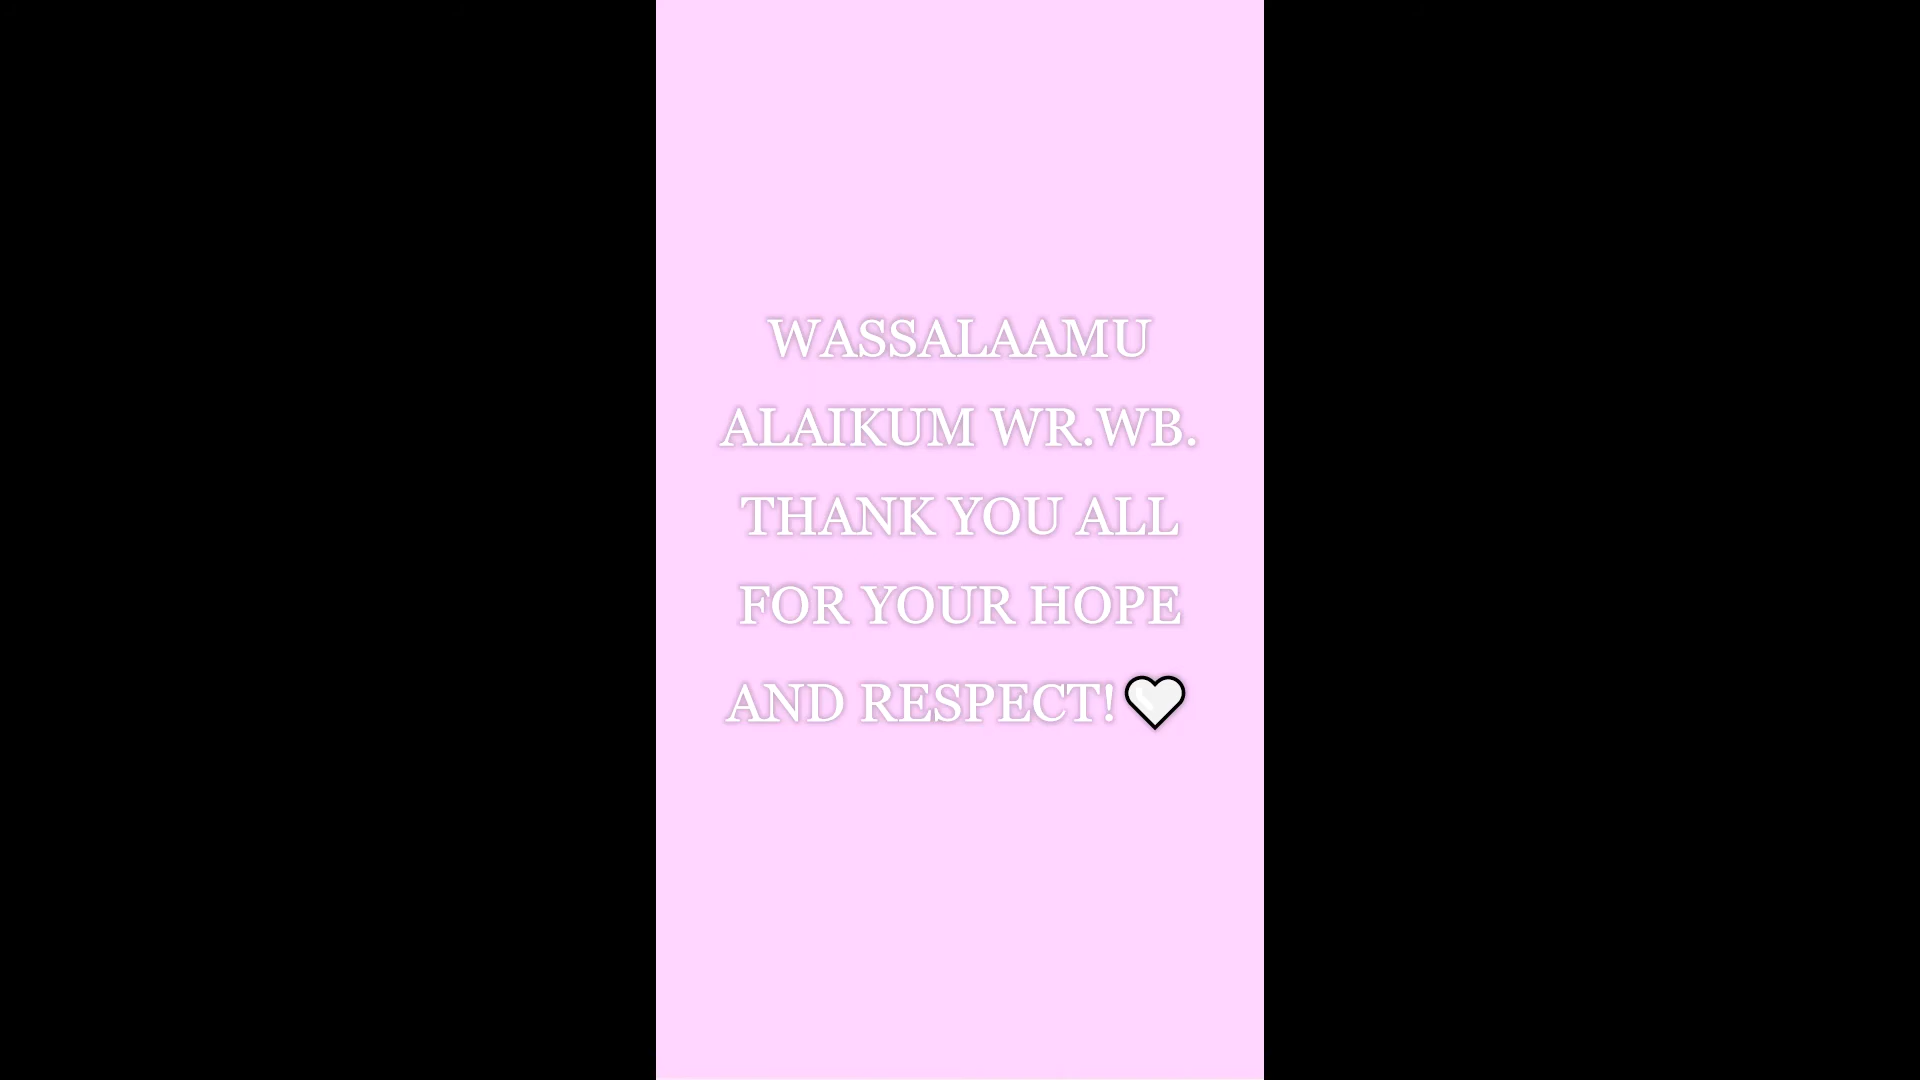 WASSALAAMU
ALAIKUM WR.WB.
THANK YOU ALL
FOR YOUR HOPE
AND RESPECT!🤍